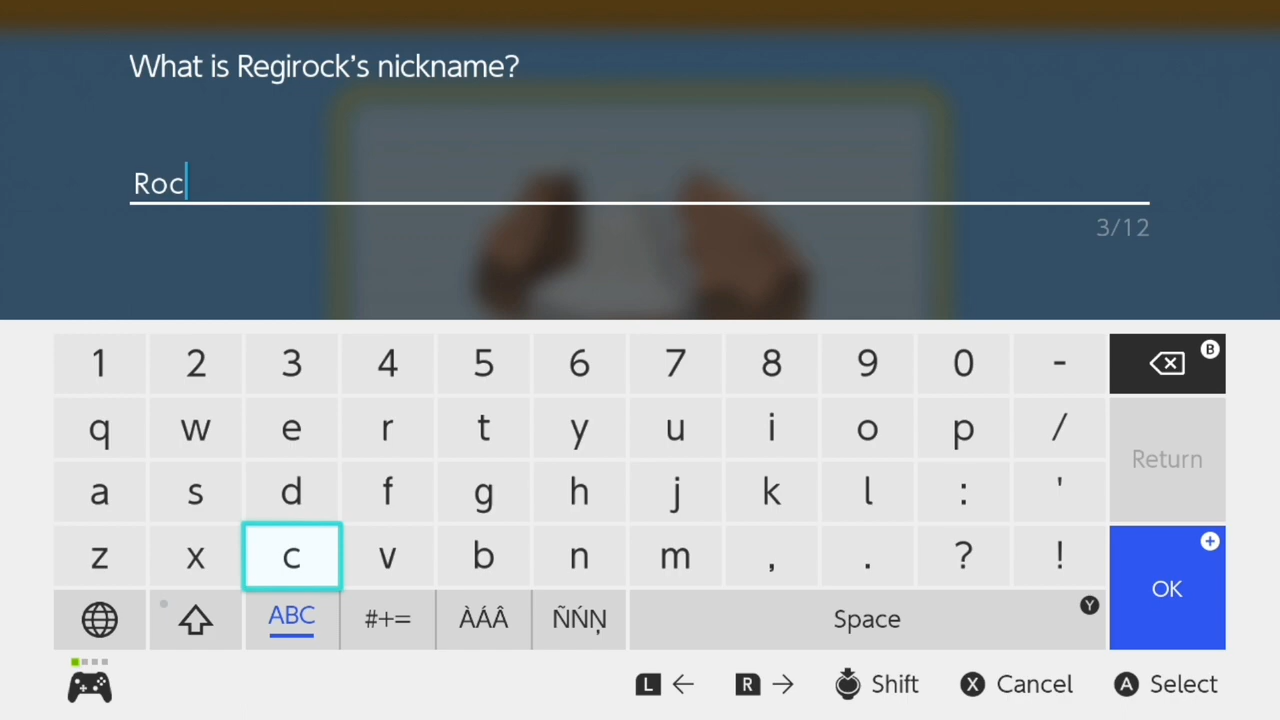 What is Regirock's nickname?
Roc
3/12
1 2 3 4 5 6 7 8 9 0 - B
q w e r t y u i o p / Return
a s d f g h j k l : '
z x c v b n m , . ? ! + OK
ABC #+= ÀÁÂ ÑŃŅ Space Y
L ← R → Shift X Cancel A Select